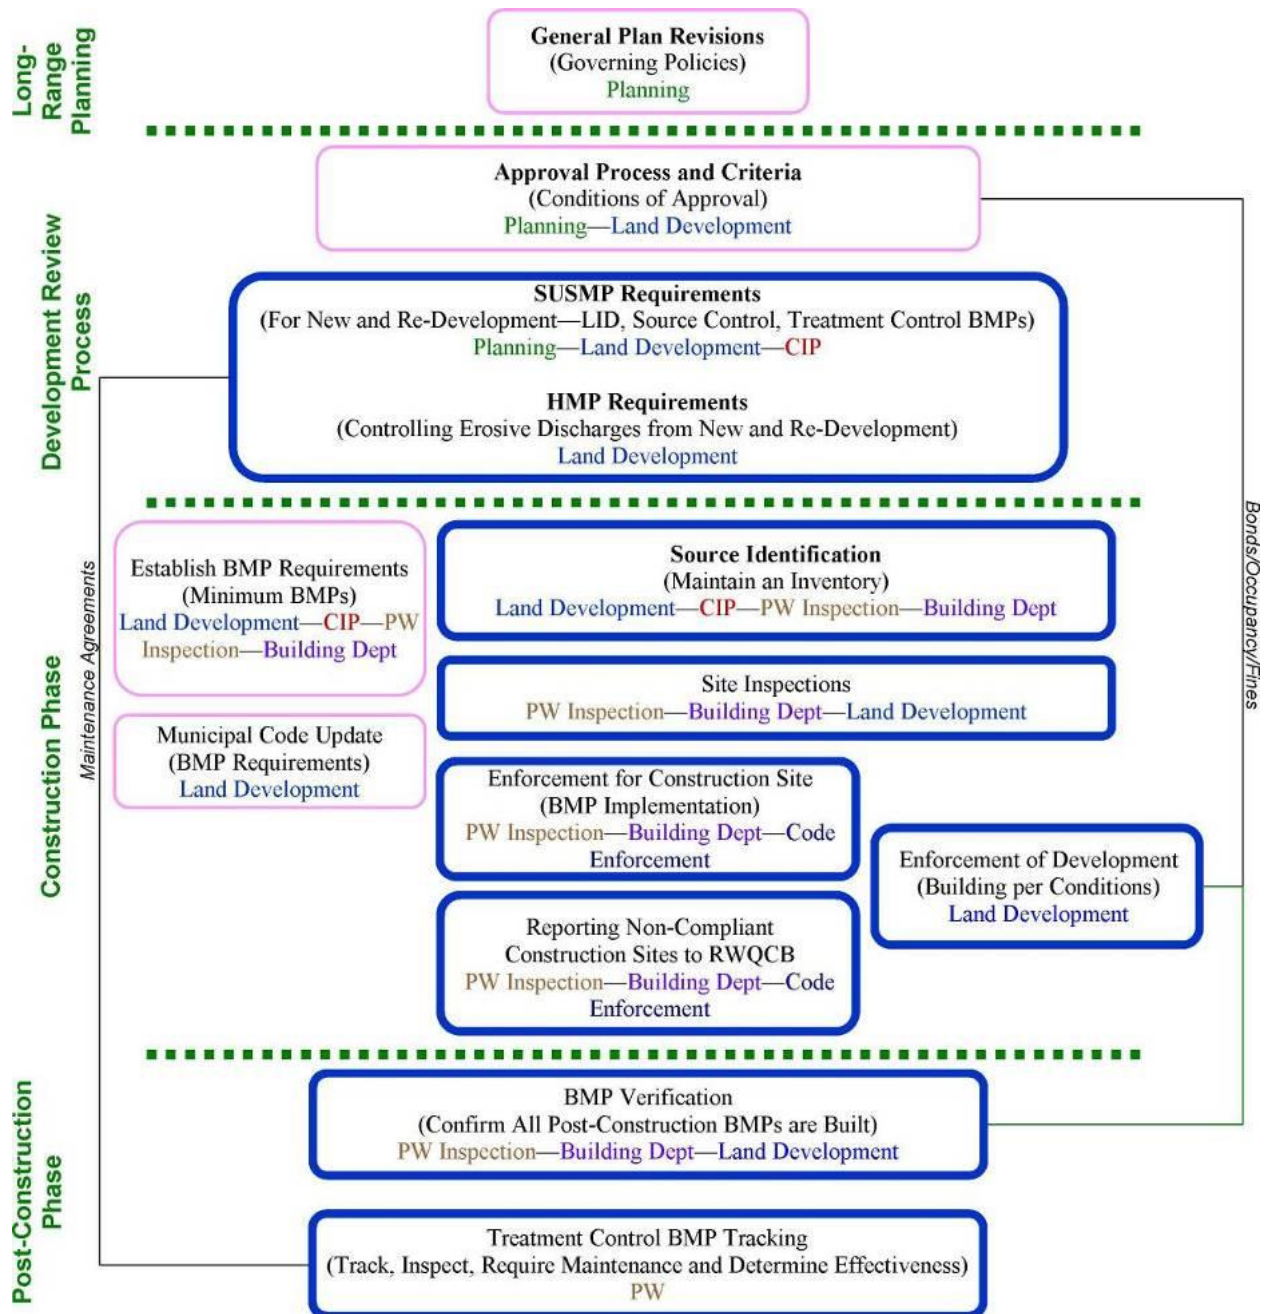 Long-
Range
Planning
General Plan Revisions
(Governing Policies)
Planning
Development Review
Process
Approval Process and Criteria
(Conditions of Approval)
Planning—Land Development
SUSMP Requirements
(For New and Re-Development—LID, Source Control, Treatment Control BMPs)
Planning—Land Development—CIP
HMP Requirements
(Controlling Erosive Discharges from New and Re-Development)
Land Development
Maintenance Agreements
Bonds/Occupancy/Fines
Construction Phase
Establish BMP Requirements
(Minimum BMPs)
Land Development—CIP—PW
Inspection—Building Dept
Municipal Code Update
(BMP Requirements)
Land Development
Source Identification
(Maintain an Inventory)
Land Development—CIP—PW Inspection—Building Dept
Site Inspections
PW Inspection—Building Dept—Land Development
Enforcement for Construction Site
(BMP Implementation)
PW Inspection—Building Dept—Code
Enforcement
Enforcement of Development
(Building per Conditions)
Land Development
Reporting Non-Compliant
Construction Sites to RWQCB
PW Inspection—Building Dept—Code
Enforcement
Post-Construction
Phase
BMP Verification
(Confirm All Post-Construction BMPs are Built)
PW Inspection—Building Dept—Land Development
Treatment Control BMP Tracking
(Track, Inspect, Require Maintenance and Determine Effectiveness)
PW